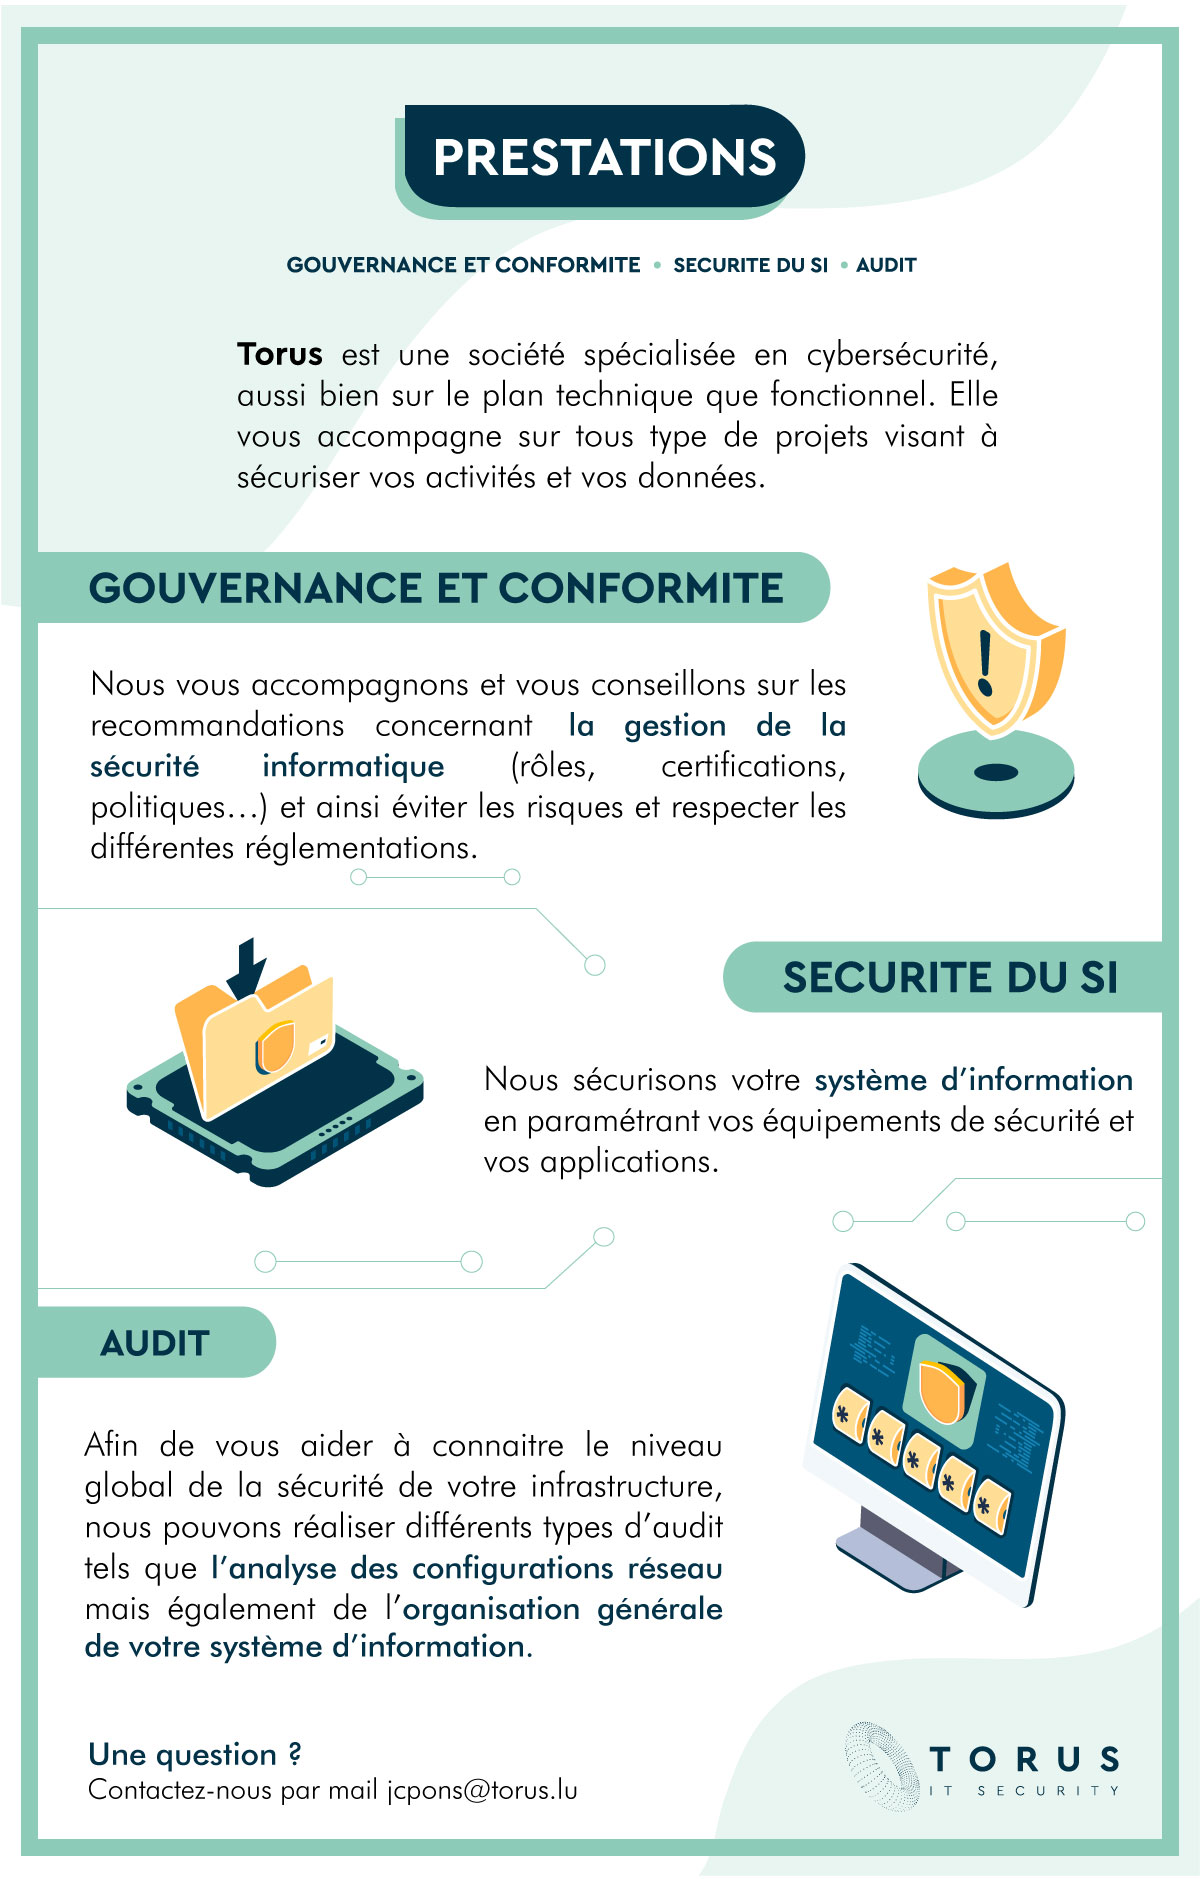 PRESTATIONS
GOUVERNANCE ET CONFORMITE • SECURITE DU SI • AUDIT
Torus est une société spécialisée en cybersécurité,
aussi bien sur le plan technique que fonctionnel. Elle
vous accompagne sur tous type de projets visant à
sécuriser vos activités et vos données.
GOUVERNANCE ET CONFORMITE
Nous vous accompagnons et vous conseillons sur les
recommandations concernant la gestion de la
sécurité informatique (rôles, certifications,
politiques...) et ainsi éviter les risques et respecter les
différentes réglementations.
SECURITE DU SI
Nous sécurisons votre système d'information
en paramétrant vos équipements de sécurité et
vos applications.
AUDIT
Afin de vous aider à connaitre le niveau
global de la sécurité de votre infrastructure,
nous pouvons réaliser différents types d'audit
tels que l'analyse des configurations réseau
mais également de l'organisation générale
de votre système d'information.
Une question ?
Contactez-nous par mail jcpons@torus.lu
TORUS
IT SECURITY